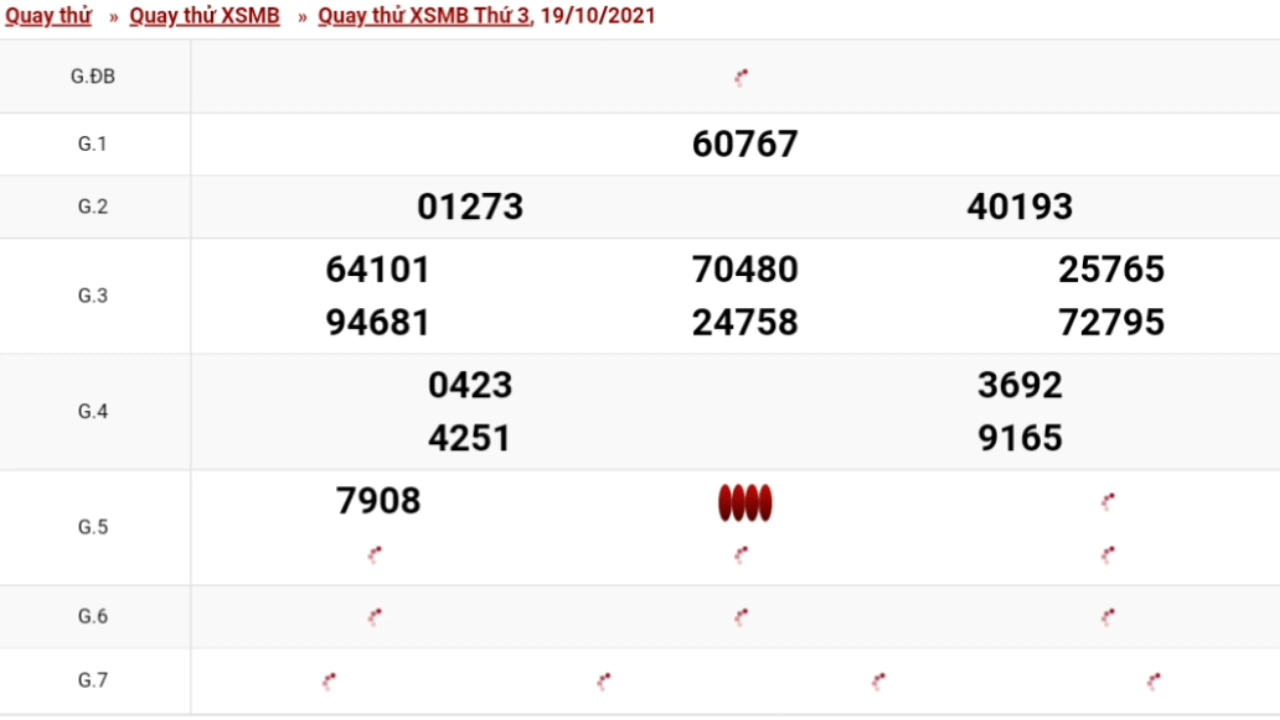 Quay thử » Quay thử XSMB » Quay thử XSMB Thứ 3, 19/10/2021
G.ĐB
G.1 60767
G.2 01273 40193
G.3 64101 70480 25765
94681 24758 72795
G.4 0423 3692
4251 9165
G.5 7908
G.6
G.7